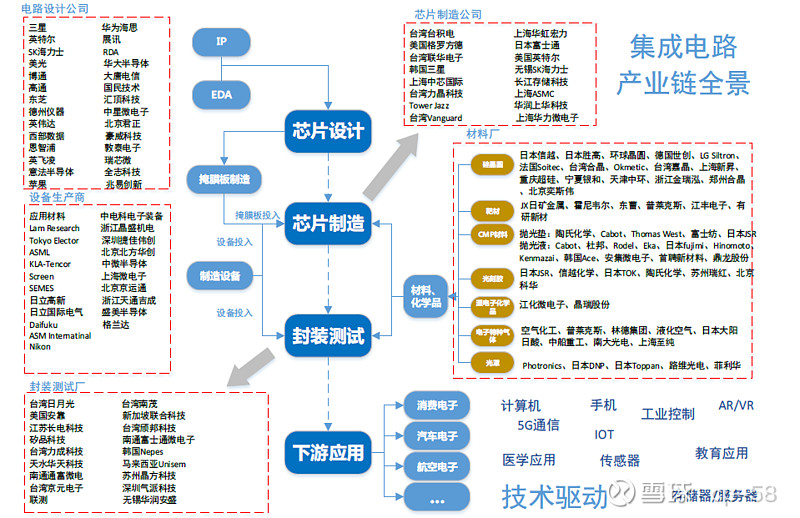 电路设计公司
三星 华为海思
英特尔 展讯
SK海力士 RDA
美光 华大半导体
博通 大唐电信
高通 国民技术
东芝 汇顶科技
德州仪器 中星微电子
英伟达 北京君正
西部数据 豪威科技
恩智浦 敦泰电子
英飞凌 瑞芯微
意法半导体 全志科技
苹果 兆易创新
设备生产商
应用材料 中电科电子装备
Lam Research 浙江晶盛机电
Tokyo Elector 深圳捷佳伟创
ASML 北京北方华创
KLA-Tencor 中微半导体
Screen 上海微电子
SEMES 北京京运通
日立高新 浙江天通吉成
日立国际电气 盛美半导体
Daifuku 格兰达
ASM Internatinal
Nikon
封装测试厂
台湾日月光 台湾南茂
美国安靠 新加坡联合科技
江苏长电科技 台湾颀邦科技
矽品科技 南通富士通微电子
台湾力成科技 韩国Nepes
天水华天科技 马来西亚Unisem
南通通富微电 苏州晶方科技
台湾京元电子 深圳气派科技
联测 无锡华润安盛
IP
EDA
芯片设计
掩膜板制造
掩膜板投入
芯片制造
设备投入
制造设备
设备投入
封装测试
下游应用
材料、
化学品
消费电子
汽车电子
航空电子
…
芯片制造公司
台湾台积电 上海华虹宏力
美国格罗方德 日本富士通
台湾联华电子 美国英特尔
韩国三星 无锡SK海力士
上海中芯国际 长江存储科技
台湾力晶科技 上海ASMC
Tower Jazz 华润上华科技
台湾Vanguard 上海华力微电子
集成电路
产业链全景
材料厂
硅晶圆
日本信越、日本胜高、环球晶圆、德国世创、LG Siltron、
法国Soitec、台湾合晶、Okmetic、台湾嘉晶、上海新昇、
重庆超硅、宁夏银和、天津中环、浙江金瑞泓、郑州合晶
、北京奕斯伟
靶材
JX日矿金属、霍尼韦尔、东曹、普莱克斯、江丰电子、有
研新材
CMP材料
抛光垫：陶氏化学、Cabot、Thomas West、富士纺、日本JSR
抛光液：Cabot、杜邦、Rodel、Eka、日本fujimi、Hinomoto、
Kenmazai、韩国Ace、安集微电子、首聘新材料、鼎龙股份
光刻胶
日本JSR、信越化学、日本TOK、陶氏化学、苏州瑞红、北京
科华
湿电子化学
品
江化微电子、晶瑞股份
电子特种气
体
空气化工、普莱克斯、林德集团、液化空气、日本大阳
日酸、中船重工、南大光电、上海至纯
光罩
Photronics、日本DNP、日本Toppan、路维光电、菲利华
计算机 手机 工业控制 AR/VR
5G通信 IOT
医学应用 传感器 教育应用
技术驱动 存储器/服务器
雪球